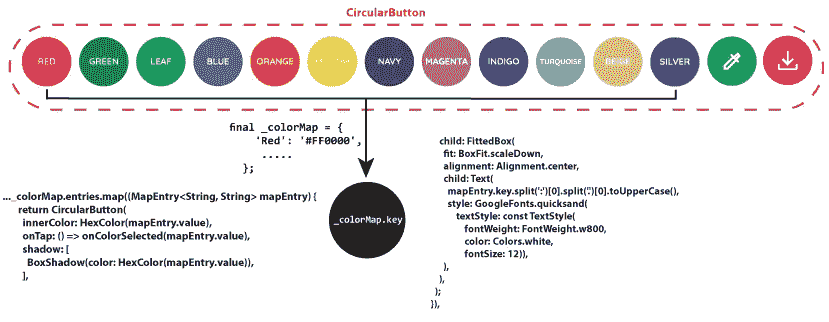 CircularButton
RED
GREEN
LEAF
BLUE
ORANGE
NAVY
MAGENTA
INDIGO
TURQUOISE
SILVER
final _colorMap = {
'Red': '#FF0000',
.....
};
..._colorMap.entries.map((MapEntry<String, String> mapEntry) {
return CircularButton(
innerColor: HexColor(mapEntry.value),
onTap: () => onColorSelected(mapEntry.value),
shadow: [
BoxShadow(color: HexColor(mapEntry.value)),
],
_colorMap.key
child: FittedBox(
fit: BoxFit.scaleDown,
alignment: Alignment.center,
child: Text(
mapEntry.key.split(':')[0].split('.')[0].toUpperCase(),
style: GoogleFonts.quicksand(
textStyle: const TextStyle(
fontWeight: FontWeight.w800,
color: Colors.white,
fontSize: 12)),
),
),
);
}),